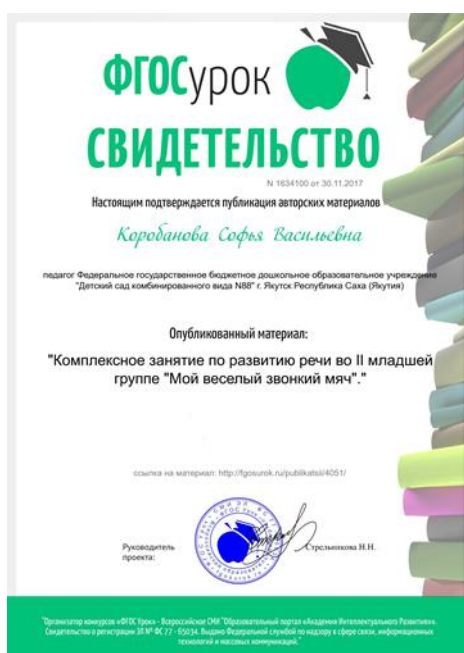 ФГОСурок
СВИДЕТЕЛЬСТВО
N 1634100 от 30.11.2017
Настоящим подтверждается публикация авторских материалов
Коробанова Софья Васильевна
педагог Федеральное государственное бюджетное дошкольное образовательное учреждение
"Детский сад комбинированного вида N88" г. Якутск Республика Саха (Якутия)
Опубликованный материал:
"Комплексное занятие по развитию речи во II младшей
группе "Мой веселый звонкий мяч"."
ссылка на материал: http://fgosurok.ru/publikatsii/4051/
Руководитель
проекта:
Стрельникова Н.Н.
"Организатор конкурсов «ФГОС Урок» - Всероссийское СМИ "Образовательный портал «Академия Интеллектуального Развития».
Свидетельство о регистрации ЭЛ № ФС 77 - 65034. Выдано Федеральной службой по надзору в сфере связи, информационных
технологий и массовых коммуникаций."